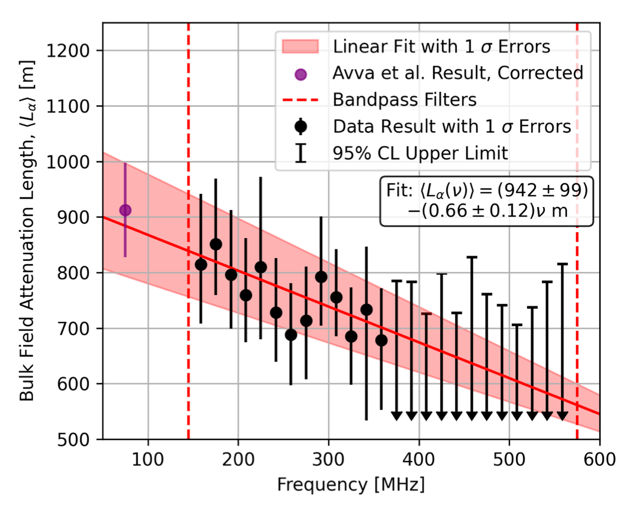 1200
1100
1000
900
800
700
600
500
Bulk Field Attenuation Length, ⟨Lα⟩ [m]
Linear Fit with 1 σ Errors
Avva et al. Result, Corrected
Bandpass Filters
Data Result with 1 σ Errors
95% CL Upper Limit
Fit: ⟨Lα(ν)⟩ = (942 ± 99)
−(0.66 ± 0.12)ν m
100 200 300 400 500 600
Frequency [MHz]